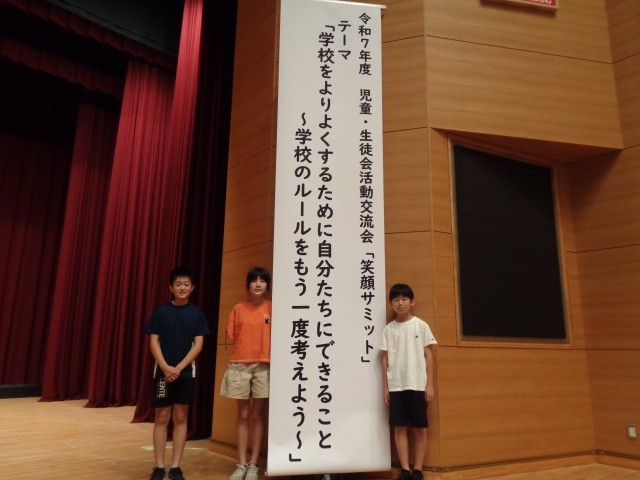 令和7年度　児童・生徒会活動交流会「笑顔サミット」
テーマ
「学校をよりよくするために自分たちにできること
～学校のルールをもう一度考えよう～」